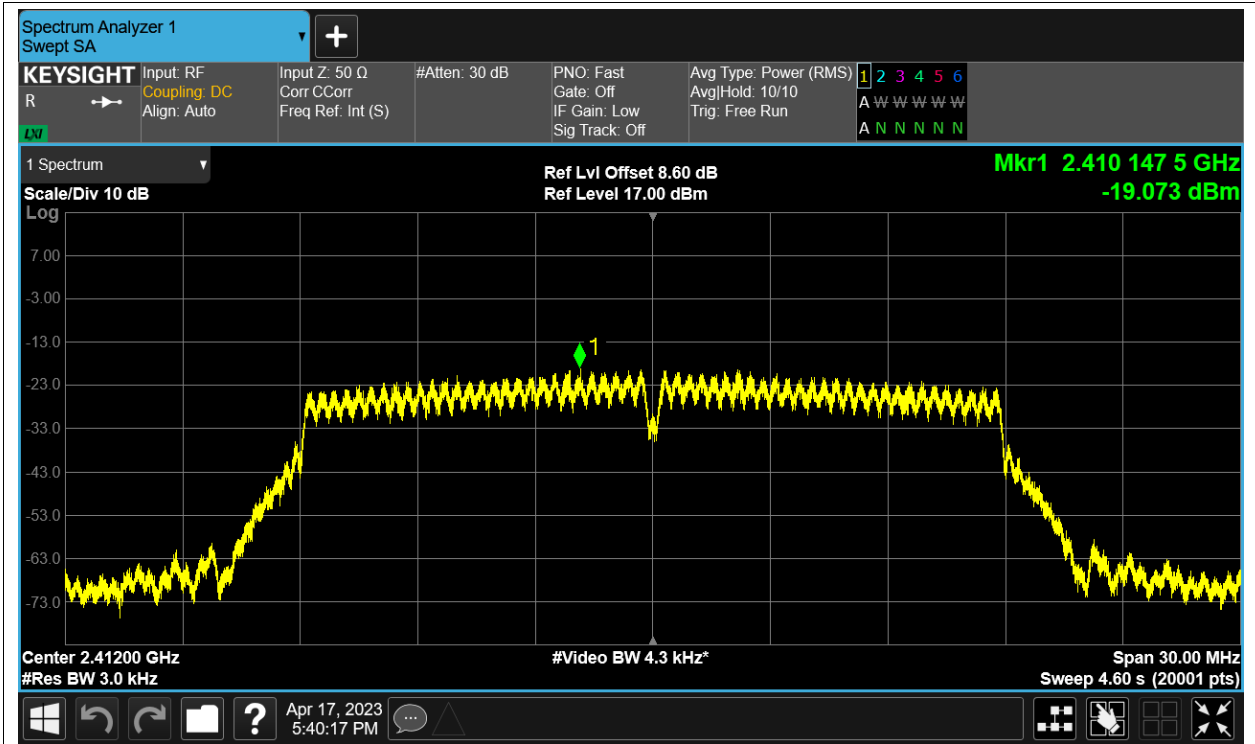 Spectrum Analyzer 1
Swept SA
KEYSIGHT
R
LXI
Input: RF
Coupling: DC
Align: Auto
Input Z: 50 Ω
Corr CCorr
Freq Ref: Int (S)
#Atten: 30 dB
PNO: Fast
Gate: Off
IF Gain: Low
Sig Track: Off
Avg Type: Power (RMS)
Avg|Hold: 10/10
Trig: Free Run
1 2 3 4 5 6
A W W W W W
A N N N N N
1 Spectrum
Scale/Div 10 dB
Log
Ref Lvl Offset 8.60 dB
Ref Level 17.00 dBm
Mkr1 2.410 147 5 GHz
-19.073 dBm
7.00
-3.00
-13.0
1
-23.0
-33.0
-43.0
-53.0
-63.0
-73.0
Center 2.41200 GHz
#Video BW 4.3 kHz*
Span 30.00 MHz
#Res BW 3.0 kHz
Sweep 4.60 s (20001 pts)
?
Apr 17, 2023
5:40:17 PM